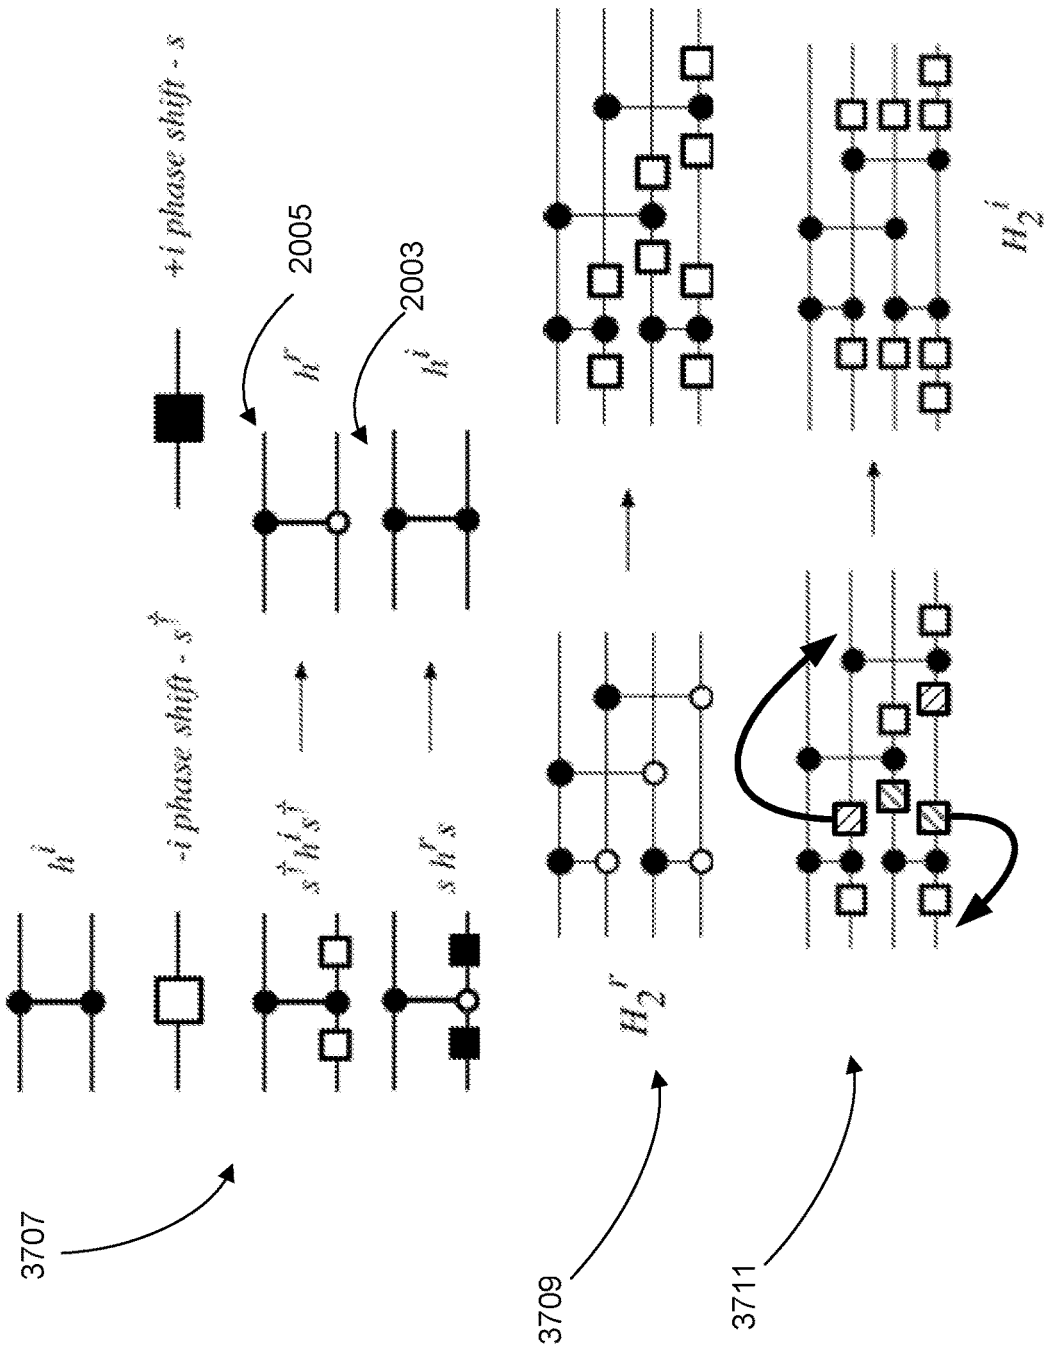 3707
h^i
-i phase shift - s^†
+i phase shift - s
s^† h^i s^†
h^r
2005
s h^r s
h^i
2003
3709
H_2^r
3711
H_2^i